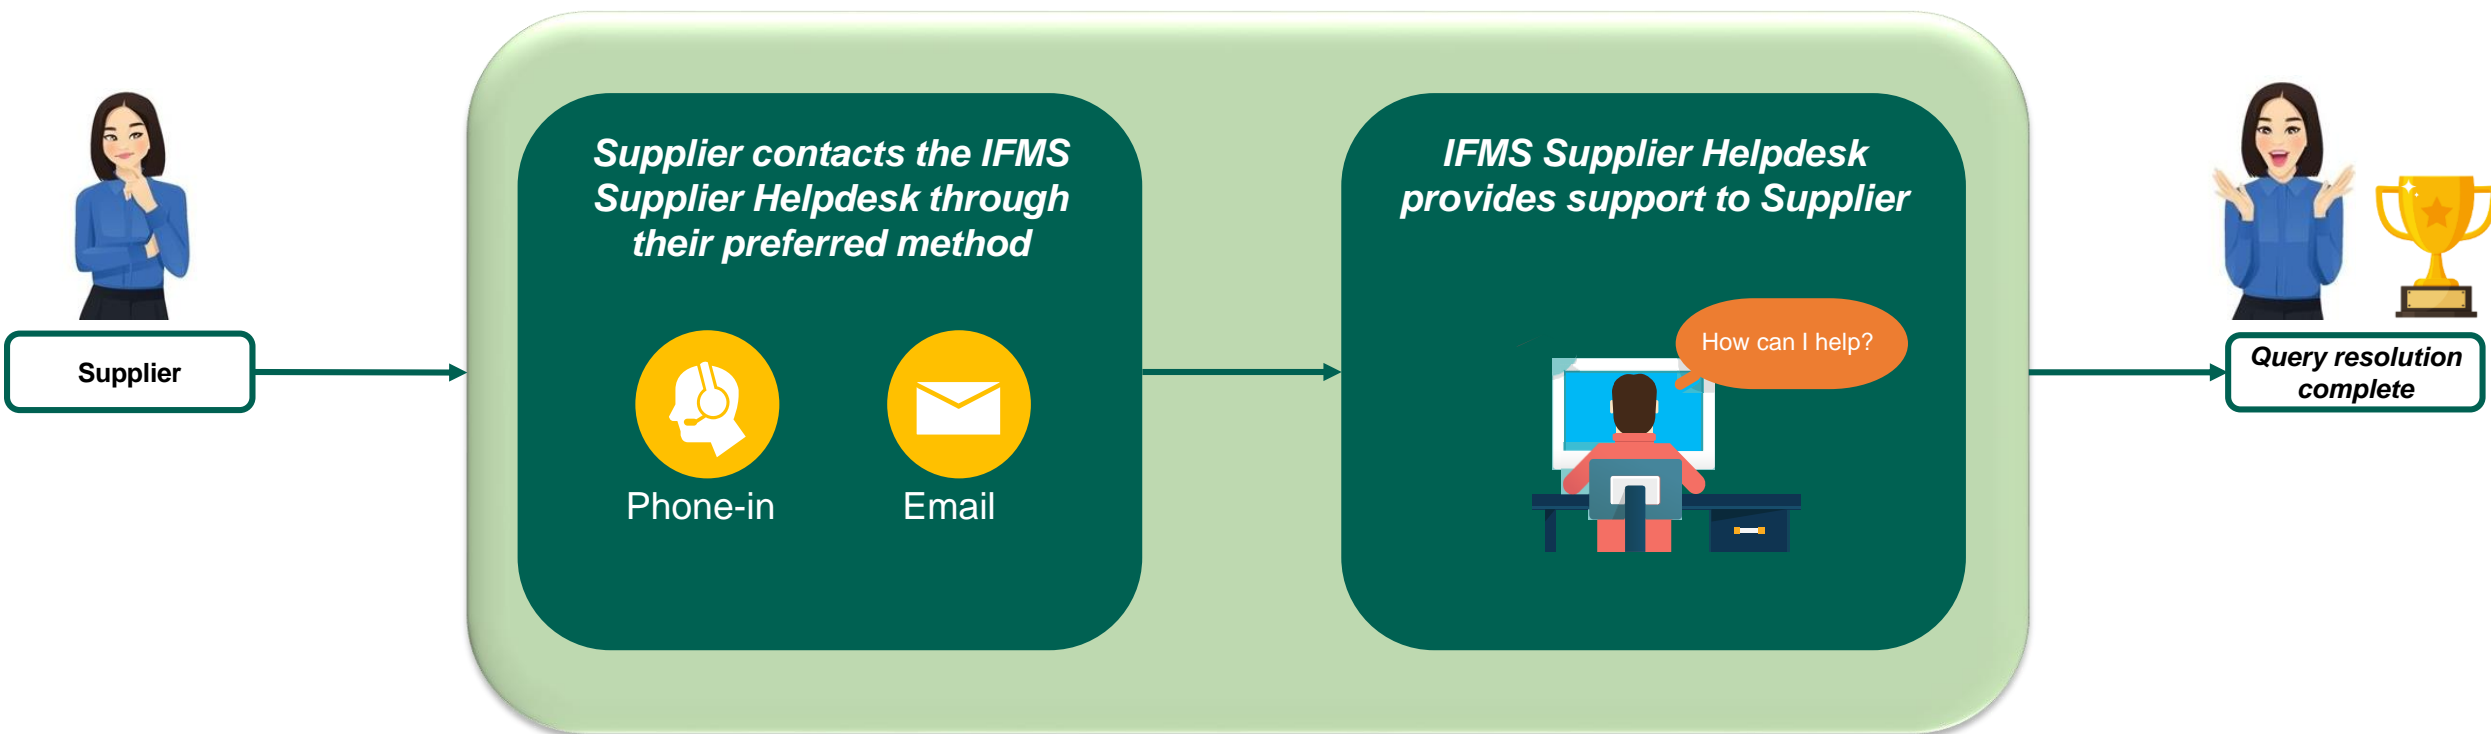 Supplier
Supplier contacts the IFMS
Supplier Helpdesk through
their preferred method
Phone-in
Email
IFMS Supplier Helpdesk
provides support to Supplier
How can I help?
Query resolution
complete